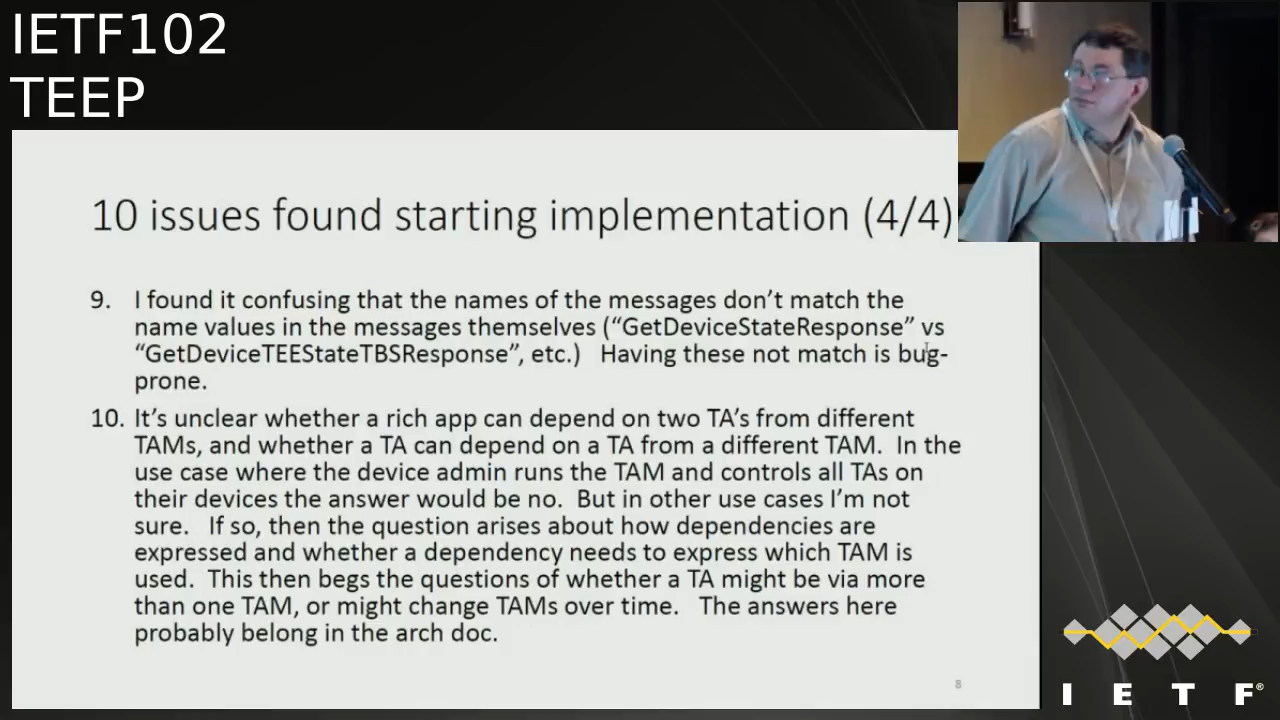 IETF102
TEEP
10 issues found starting implementation (4/4)
9. I found it confusing that the names of the messages don’t match the
name values in the messages themselves (“GetDeviceStateResponse” vs
“GetDeviceTEEStateTBSResponse”, etc.)   Having these not match is bug-
prone.
10. It’s unclear whether a rich app can depend on two TA’s from different
TAMs, and whether a TA can depend on a TA from a different TAM.  In the
use case where the device admin runs the TAM and controls all TAs on
their devices the answer would be no.  But in other use cases I’m not
sure.   If so, then the question arises about how dependencies are
expressed and whether a dependency needs to express which TAM is
used.  This then begs the questions of whether a TA might be via more
than one TAM, or might change TAMs over time.   The answers here
probably belong in the arch doc.
8
I E T F®